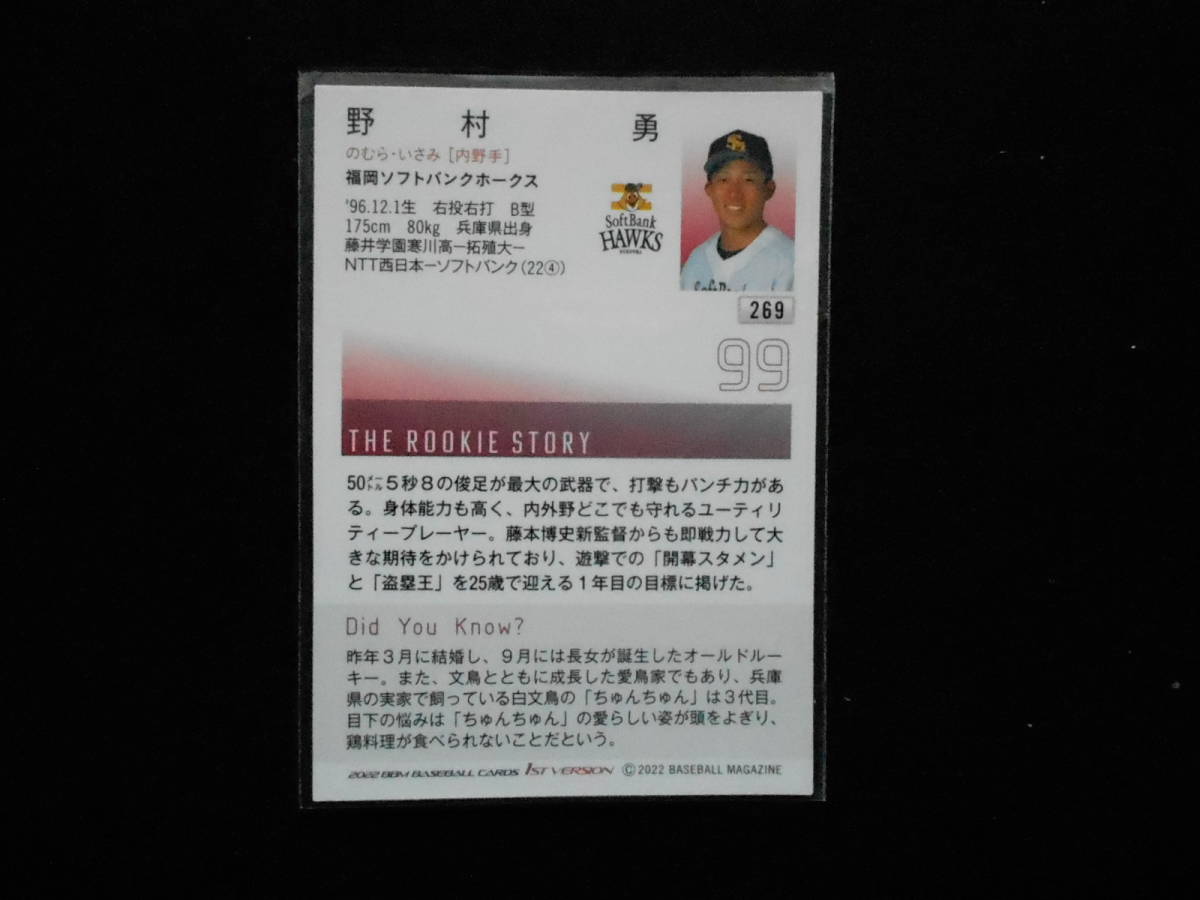 野村勇
のむら・いさみ [内野手]
福岡ソフトバンクホークス
'96.12.1生 右投右打 B型
175cm 80kg 兵庫県出身
藤井学園寒川高ー拓殖大ー
NTT西日本ーソフトバンク(22④)
SoftBank
HAWKS
269
99
THE ROOKIE STORY
50㍍5秒8の俊足が最大の武器で、打撃もパンチ力があ
る。身体能力も高く、内外野どこでも守れるユーティリ
ティープレーヤー。藤本博史新監督からも即戦力して大
きな期待をかけられており、遊撃での「開幕スタメン」
と「盗塁王」を25歳で迎える1年目の目標に掲げた。
Did You Know?
昨年3月に結婚し、9月には長女が誕生したオールドルー
キー。また、文鳥とともに成長した愛鳥家でもあり、兵庫
県の実家で飼っている白文鳥の「ちゅんちゅん」は3代目。
目下の悩みは「ちゅんちゅん」の愛らしい姿が頭をよぎり、
鶏料理が食べられないことだという。
2022 BBM BASEBALL CARDS 1ST VERSION ©2022 BASEBALL MAGAZINE